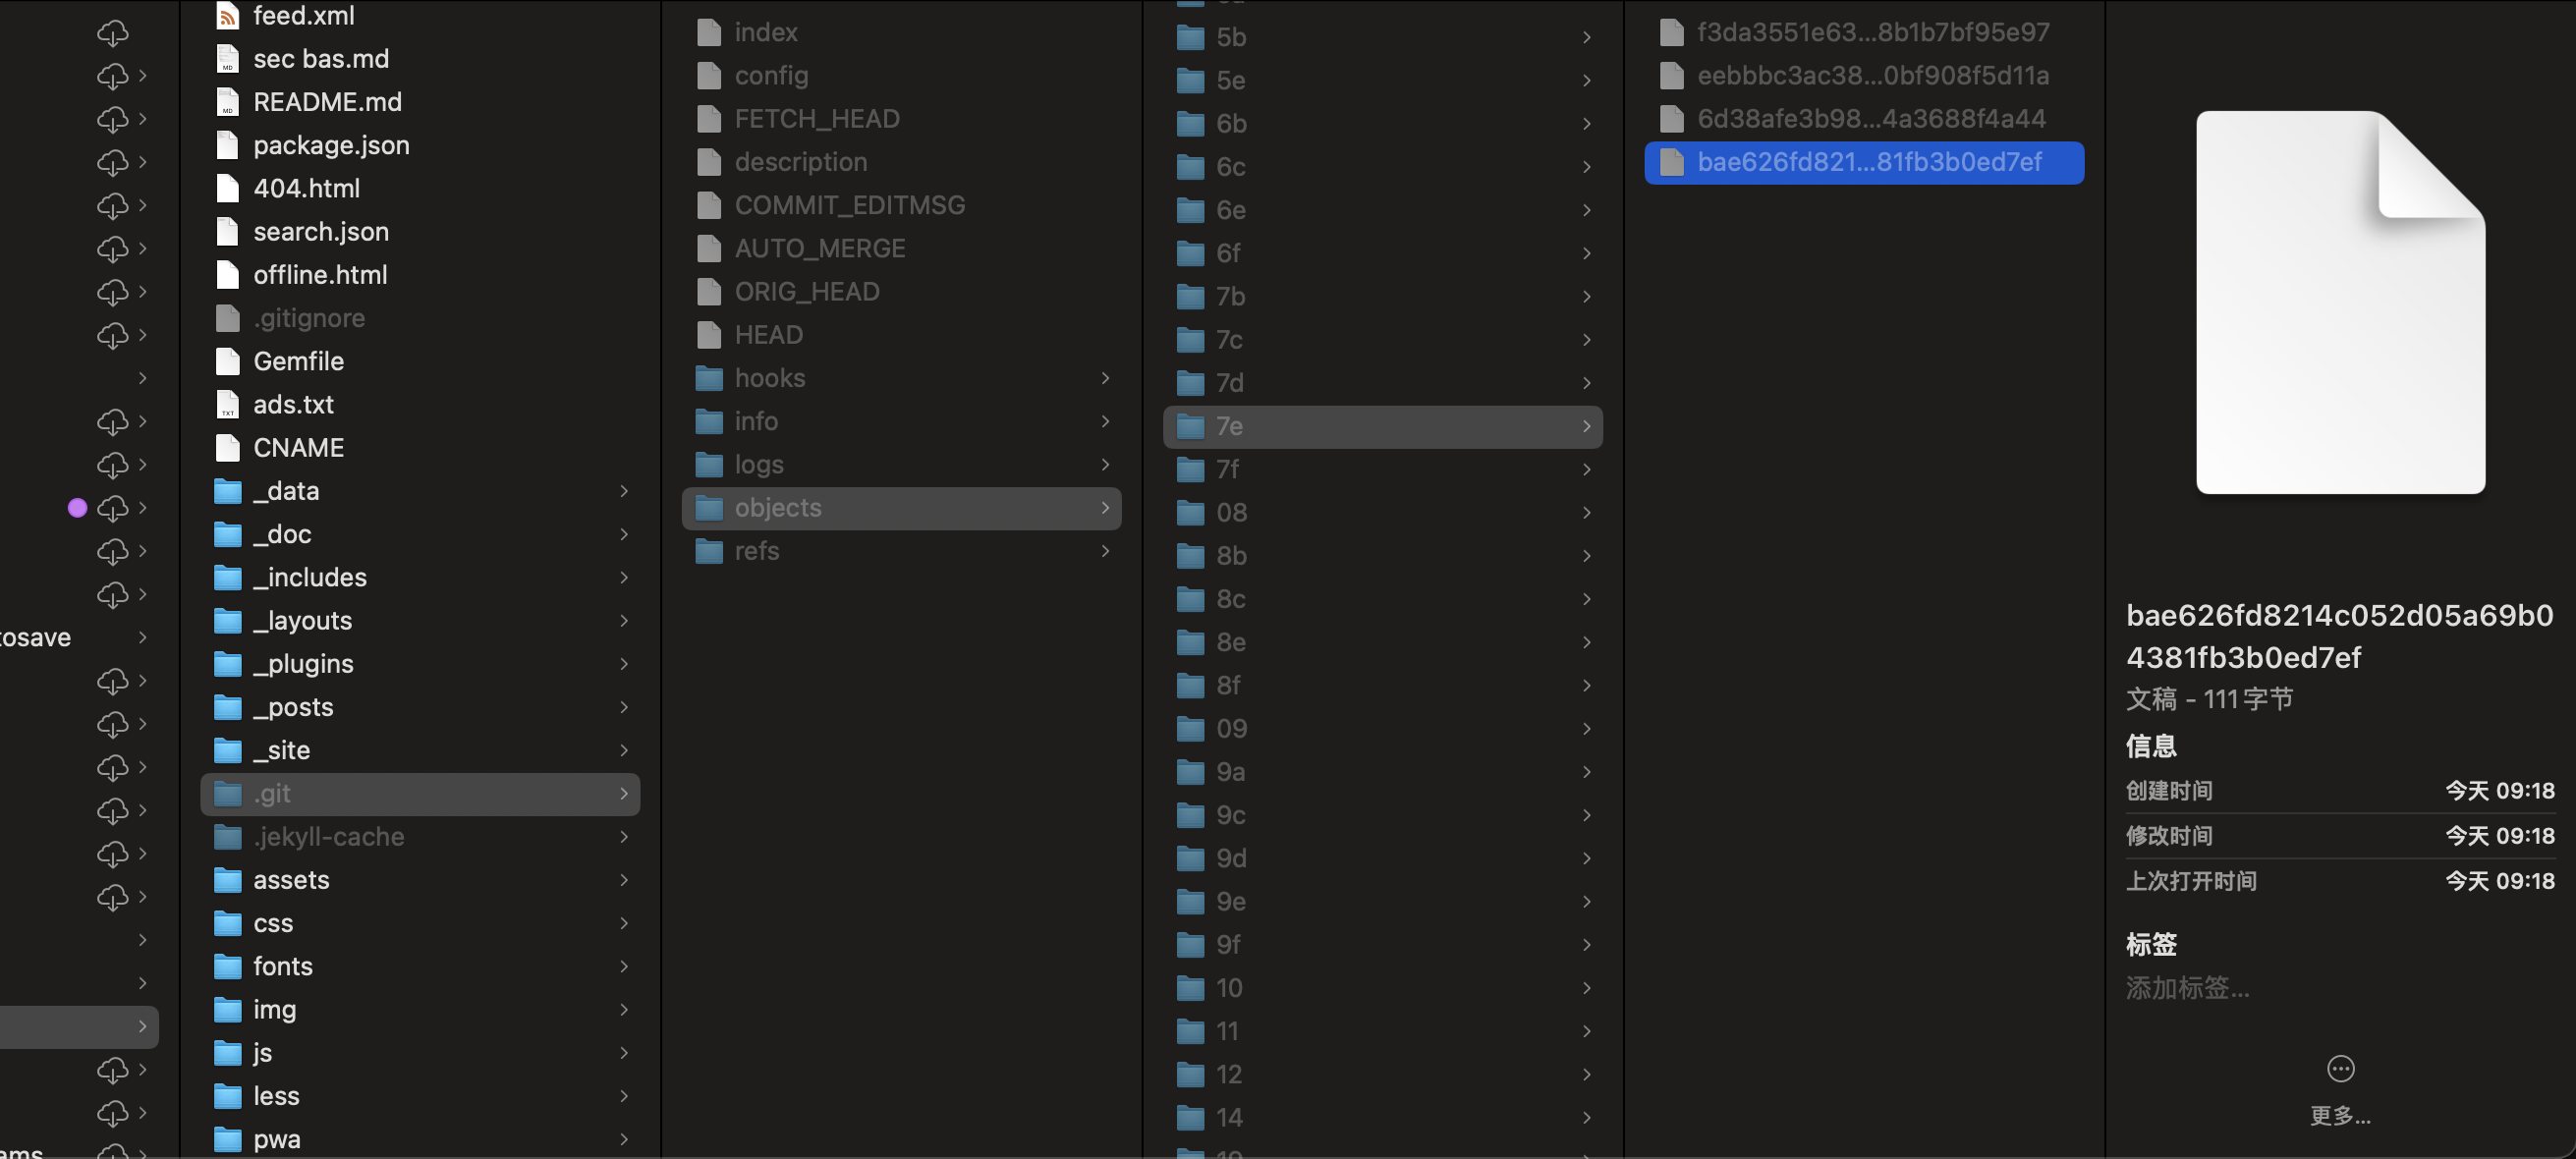 tosave
ams
feed.xml
sec bas.md
README.md
package.json
404.html
search.json
offline.html
.gitignore
Gemfile
ads.txt
CNAME
_data
_doc
_includes
_layouts
_plugins
_posts
_site
.git
.jekyll-cache
assets
css
fonts
img
js
less
pwa
index
config
FETCH_HEAD
description
COMMIT_EDITMSG
AUTO_MERGE
ORIG_HEAD
HEAD
hooks
info
logs
objects
refs
5b
5e
6b
6c
6e
6f
7b
7c
7d
7e
7f
08
8b
8c
8e
8f
09
9a
9c
9d
9e
9f
10
11
12
14
f3da3551e63...8b1b7bf95e97
eebbbc3ac38...0bf908f5d11a
6d38afe3b98...4a3688f4a44
bae626fd821...81fb3b0ed7ef
bae626fd8214c052d05a69b0
4381fb3b0ed7ef
文稿 - 111 字节
信息
创建时间 今天 09:18
修改时间 今天 09:18
上次打开时间 今天 09:18
标签
添加标签...
更多...